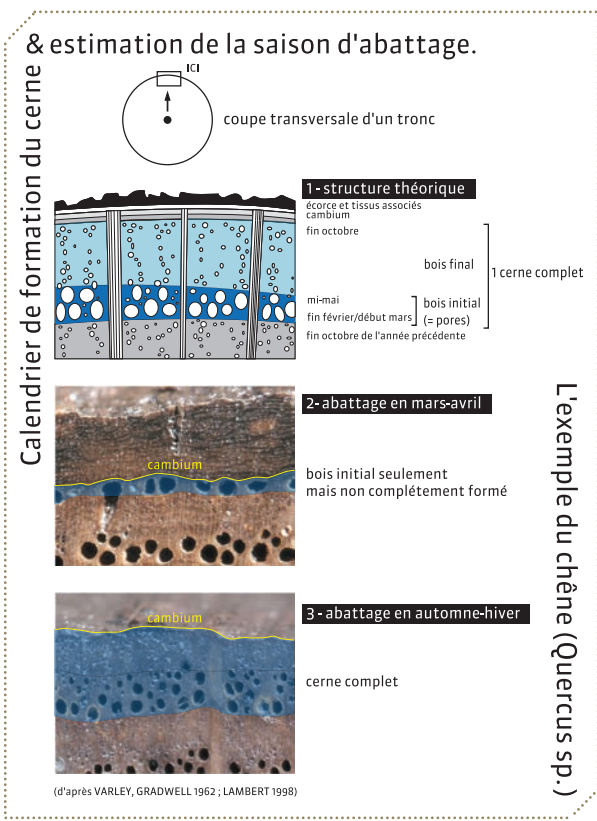 Calendrier de formation du cerne
& estimation de la saison d'abattage.
ICI
coupe transversale d'un tronc
1- structure théorique
écorce et tissus associés
cambium
fin octobre
bois final
1 cerne complet
mi-mai
bois initial
(= pores)
fin février/début mars
fin octobre de l'année précédente
2- abattage en mars-avril
cambium
bois initial seulement
mais non complétement formé
3 - abattage en automne-hiver
cambium
cerne complet
L'exemple du chêne (Quercus sp.)
(d'après VARLEY, GRADWELL 1962 ; LAMBERT 1998)